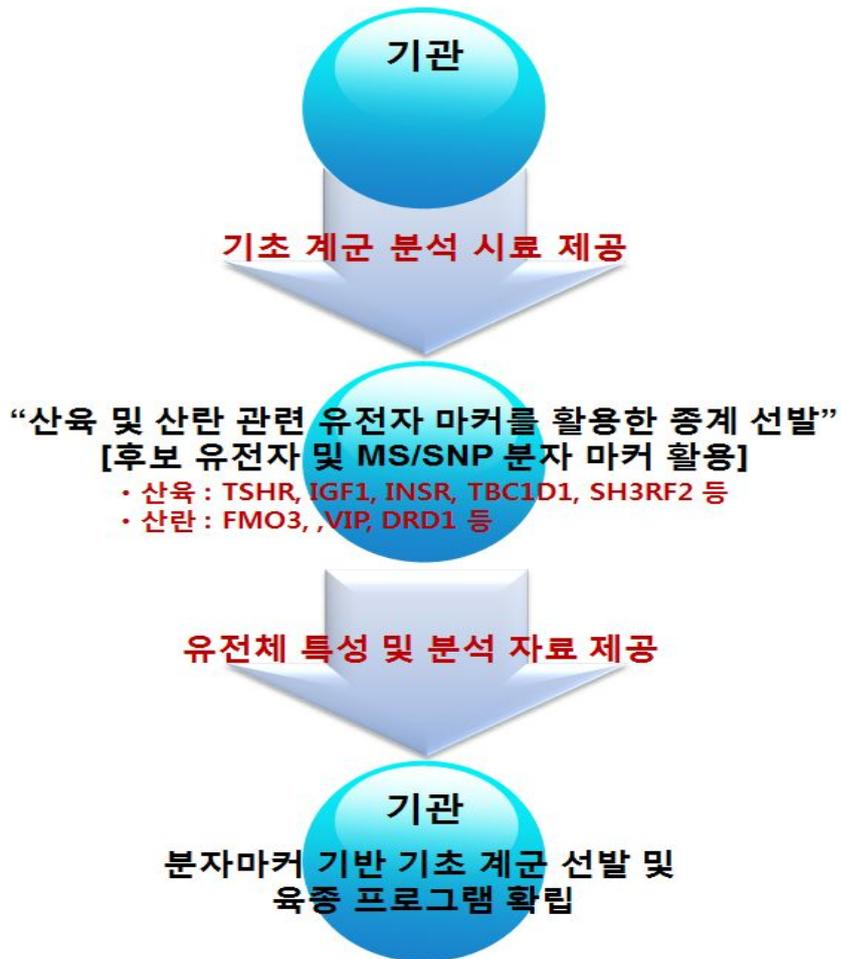 기관
기초 계군 분석 시료 제공
“산육 및 산란 관련 유전자 마커를 활용한 종계 선발”
[후보 유전자 및 MS/SNP 분자 마커 활용]
· 산육 : TSHR, IGF1, INSR, TBC1D1, SH3RF2 등
· 산란 : FMO3, ,VIP, DRD1 등
유전체 특성 및 분석 자료 제공
기관
분자마커 기반 기초 계군 선발 및
육종 프로그램 확립